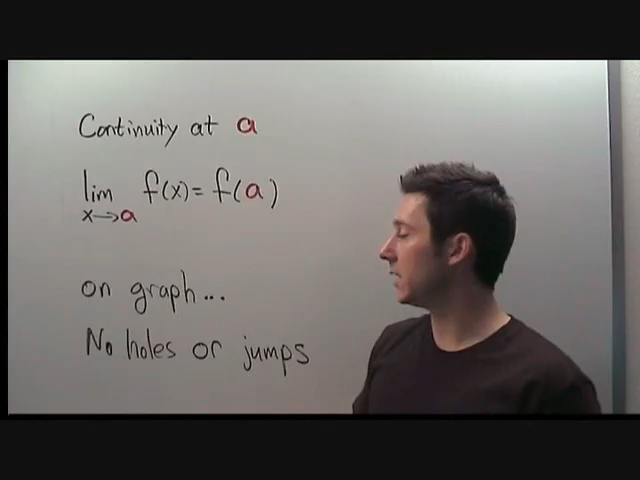 Continuity at a
lim f(x) = f(a)
x→a
on graph...
No holes or jumps